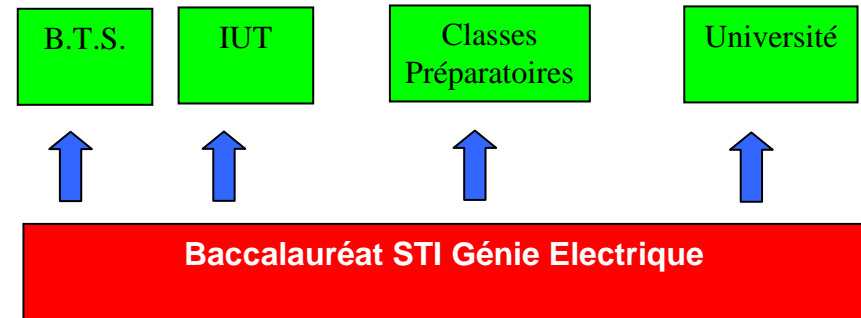 B.T.S.
IUT
Classes
Préparatoires
Université
Baccalauréat STI Génie Electrique